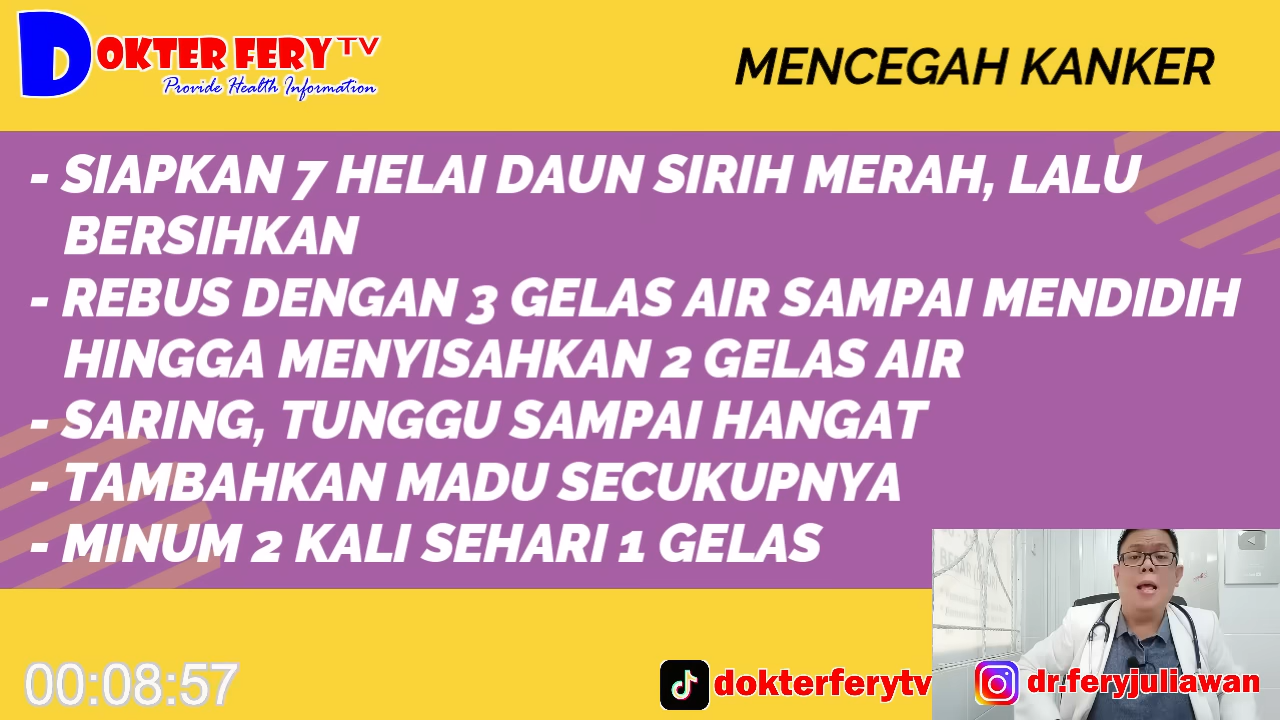 DOKTER FERY TV
Provide Health Information
MENCEGAH KANKER
- SIAPKAN 7 HELAI DAUN SIRIH MERAH, LALU
BERSIHKAN
- REBUS DENGAN 3 GELAS AIR SAMPAI MENDIDIH
HINGGA MENYISAHKAN 2 GELAS AIR
- SARING, TUNGGU SAMPAI HANGAT
- TAMBAHKAN MADU SECUKUPNYA
- MINUM 2 KALI SEHARI 1 GELAS
00:08:57
dokterferytv
dr.feryjuliawan